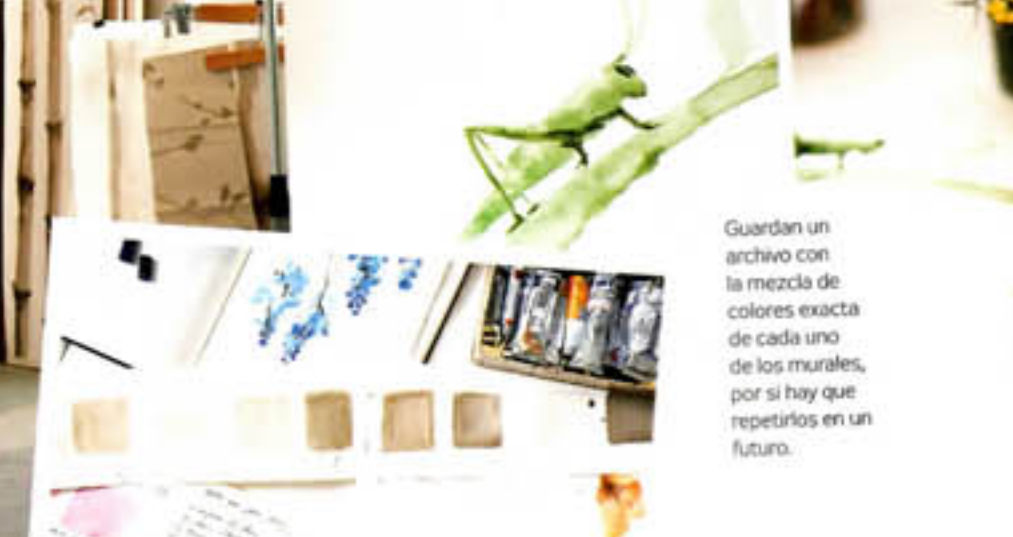 Guardan un
archivo con
la mezcla de
colores exacta
de cada uno
de los murales,
por si hay que
repetirlos en un
futuro.